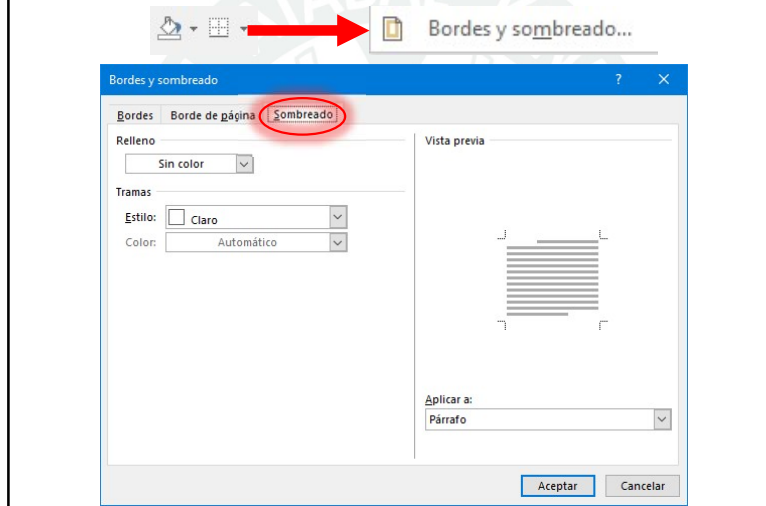 Bordes y sombreado...
Bordes y sombreado ? ×
Bordes Borde de página Sombreado
Relleno
Sin color
Tramas
Estilo: Claro
Color: Automático
Vista previa
Aplicar a:
Párrafo
Aceptar Cancelar